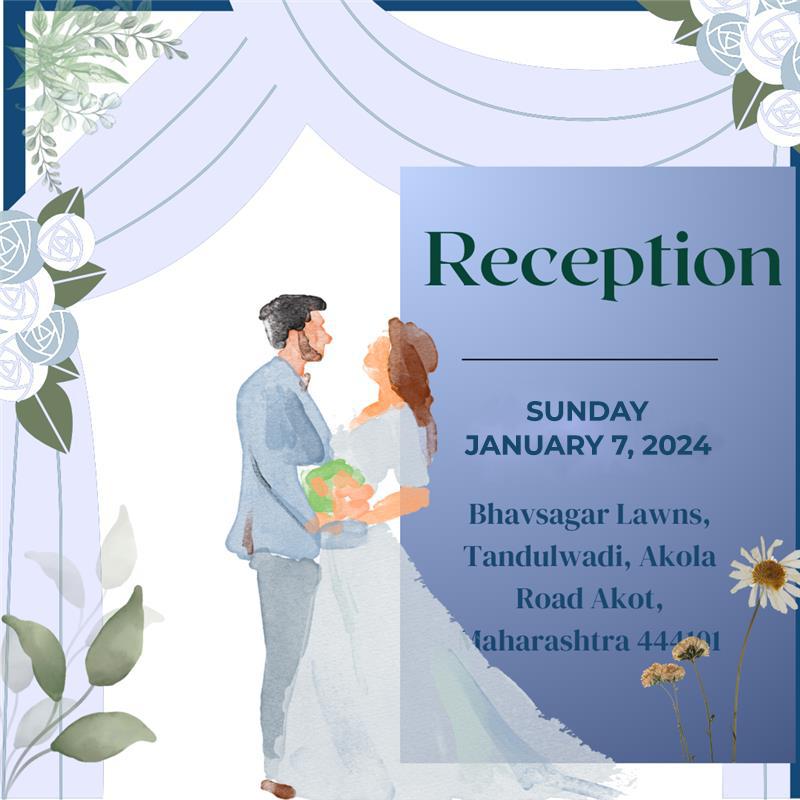 Reception
SUNDAY
JANUARY 7, 2024
Bhavsagar Lawns,
Tandulwadi, Akola
Road Akot,
Maharashtra 444101